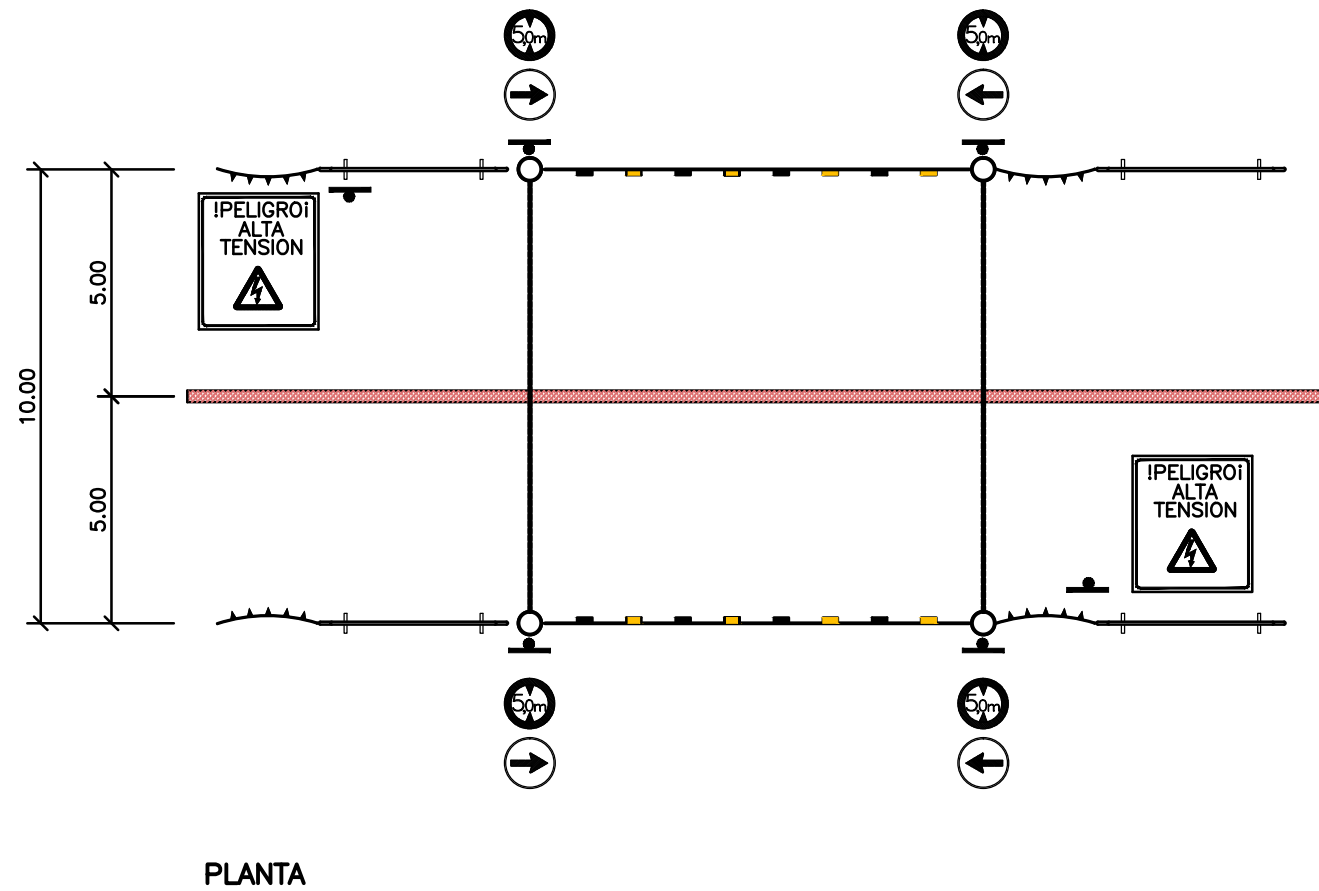 5,0m
5,0m
!PELIGRO¡
ALTA
TENSION
5.00
10.00
5.00
!PELIGRO¡
ALTA
TENSION
5,0m
5,0m
PLANTA